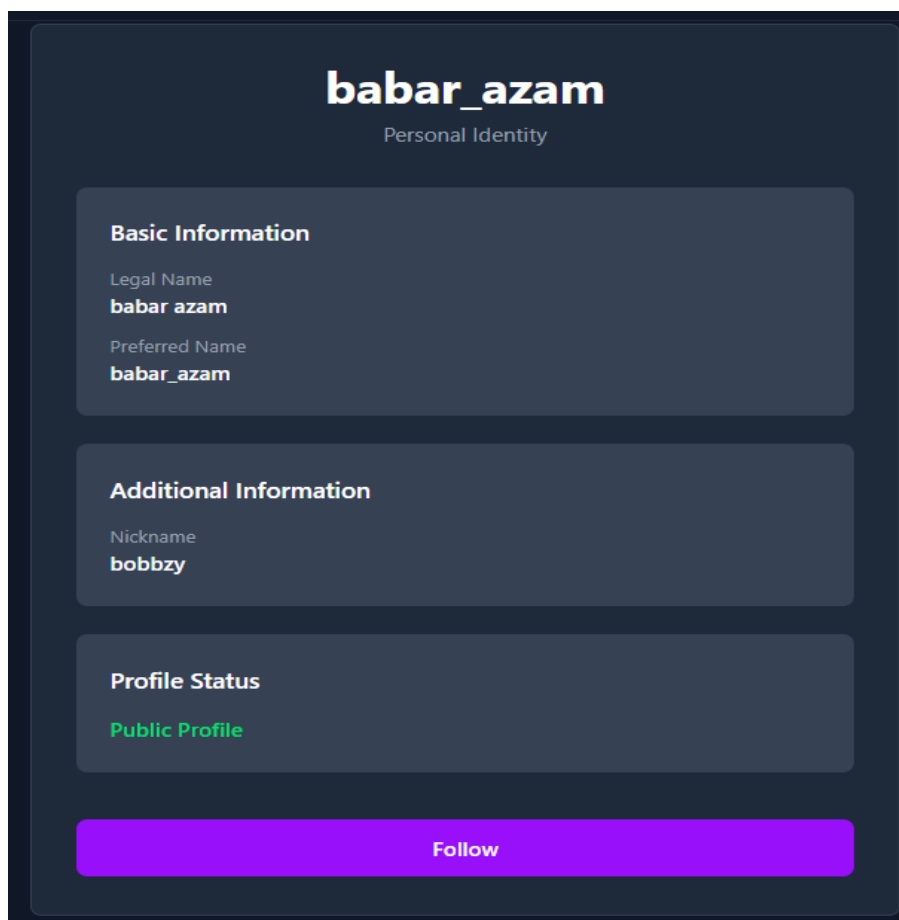 babar_azam
Personal Identity
Basic Information
Legal Name
babar azam
Preferred Name
babar_azam
Additional Information
Nickname
bobbzy
Profile Status
Public Profile
Follow